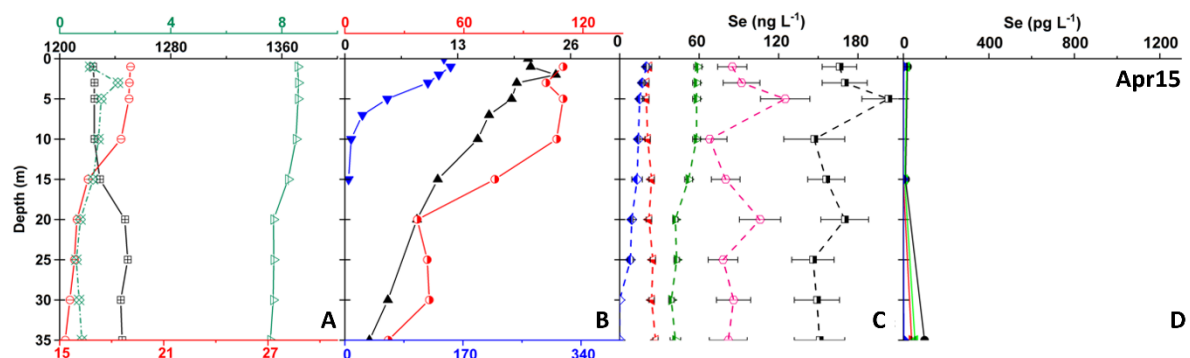 0 4 8
0 60 120
Se (ng L⁻¹)
Se (pg L⁻¹)
1200 1280 1360
0 13 26
0 60 120 180
0 400 800 1200
Depth (m)
0
5
10
15
20
25
30
35
Apr15
A
B
C
D
15 21 27
0 170 340